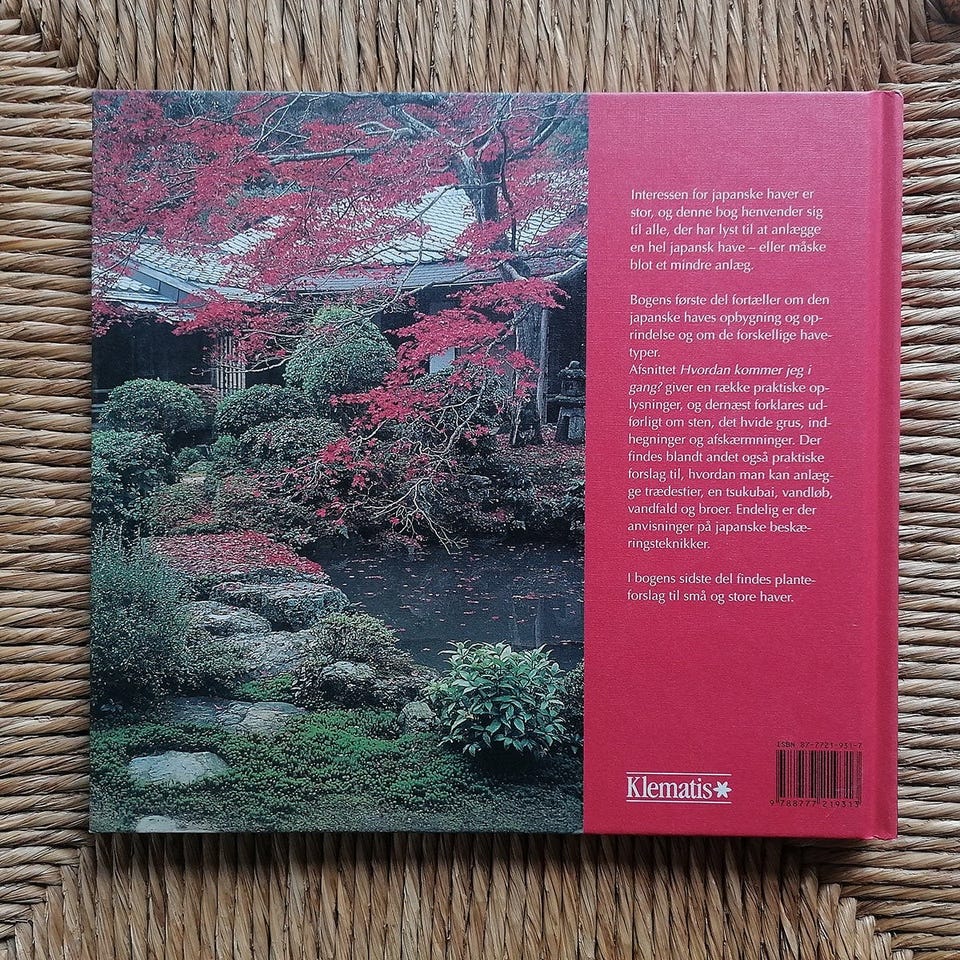 Interessen for japanske haver er
stor, og denne bog henvender sig
til alle, der har lyst til at anlægge
en hel japansk have – eller måske
blot et mindre anlæg.
Bogens første del fortæller om den
japanske haves opbygning og op-
rindelse og om de forskellige have-
typer.
Afsnittet Hvordan kommer jeg i
gang? giver en række praktiske op-
lysninger, og dernæst forklares ud-
førligt om sten, det hvide grus, ind-
hegninger og afskærmninger. Der
findes blandt andet også praktiske
forslag til, hvordan man kan anlæg-
ge trædestier, en tsukubai, vandløb,
vandfald og broer. Endelig er der
anvisninger på japanske beskæ-
ringsteknikker.
I bogens sidste del findes plante-
forslag til små og store haver.
Klematis
ISBN 87-7721-931-7
9 788777 219313